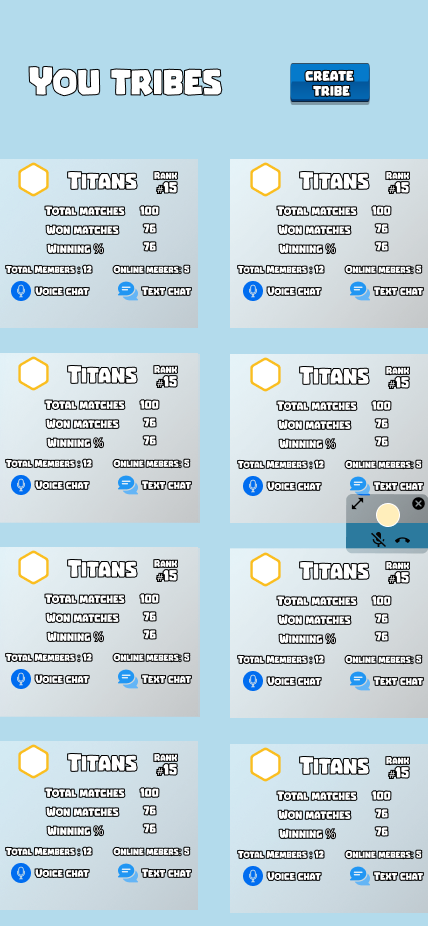 You tribes
Create
tribe
Titans
Rank
#15
Total matches 100
Won matches 76
Winning % 76
Total Members : 12 Online mebers: 5
Voice chat Text chat
Titans
Rank
#15
Total matches 100
Won matches 76
Winning % 76
Total Members : 12 Online mebers: 5
Voice chat Text chat
Titans
Rank
#15
Total matches 100
Won matches 76
Winning % 76
Total Members : 12 Online mebers: 5
Voice chat Text chat
Titans
Rank
#15
Total matches 100
Won matches 76
Winning % 76
Total Members : 12 Online mebers: 5
Voice chat Text chat
Titans
Rank
#15
Total matches 100
Won matches 76
Winning % 76
Total Members : 12 Online mebers: 5
Voice chat Text chat
Titans
Rank
#15
Total matches 100
Won matches 76
Winning % 76
Total Members : 12 Online mebers: 5
Voice chat Text chat
Titans
Rank
#15
Total matches 100
Won matches 76
Winning % 76
Total Members : 12 Online mebers: 5
Voice chat Text chat
Titans
Rank
#15
Total matches 100
Won matches 76
Winning % 76
Total Members : 12 Online mebers: 5
Voice chat Text chat